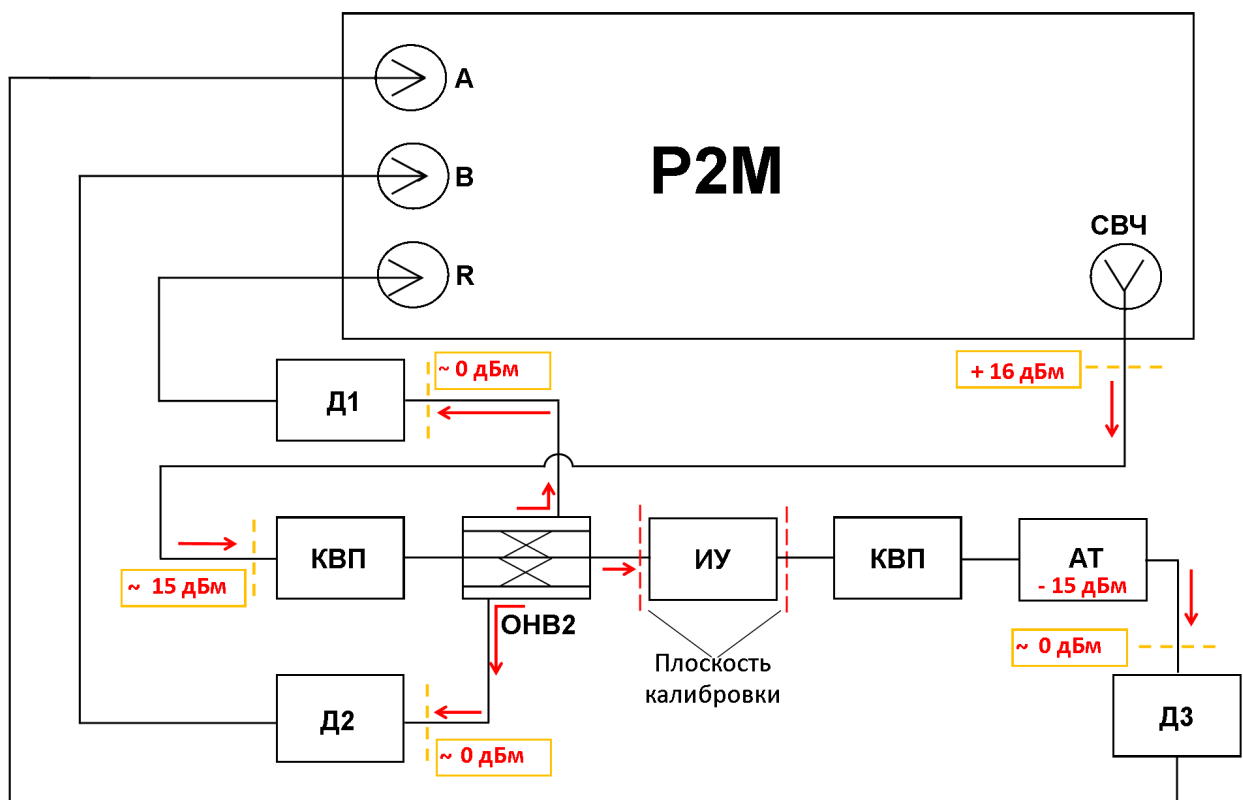 A
B
R
Р2М
СВЧ
~ 0 дБм
+ 16 дБм
Д1
КВП
ИУ
КВП
АТ
- 15 дБм
~ 15 дБм
ОНВ2
~ 0 дБм
Плоскость
калибровки
Д2
Д3
~ 0 дБм